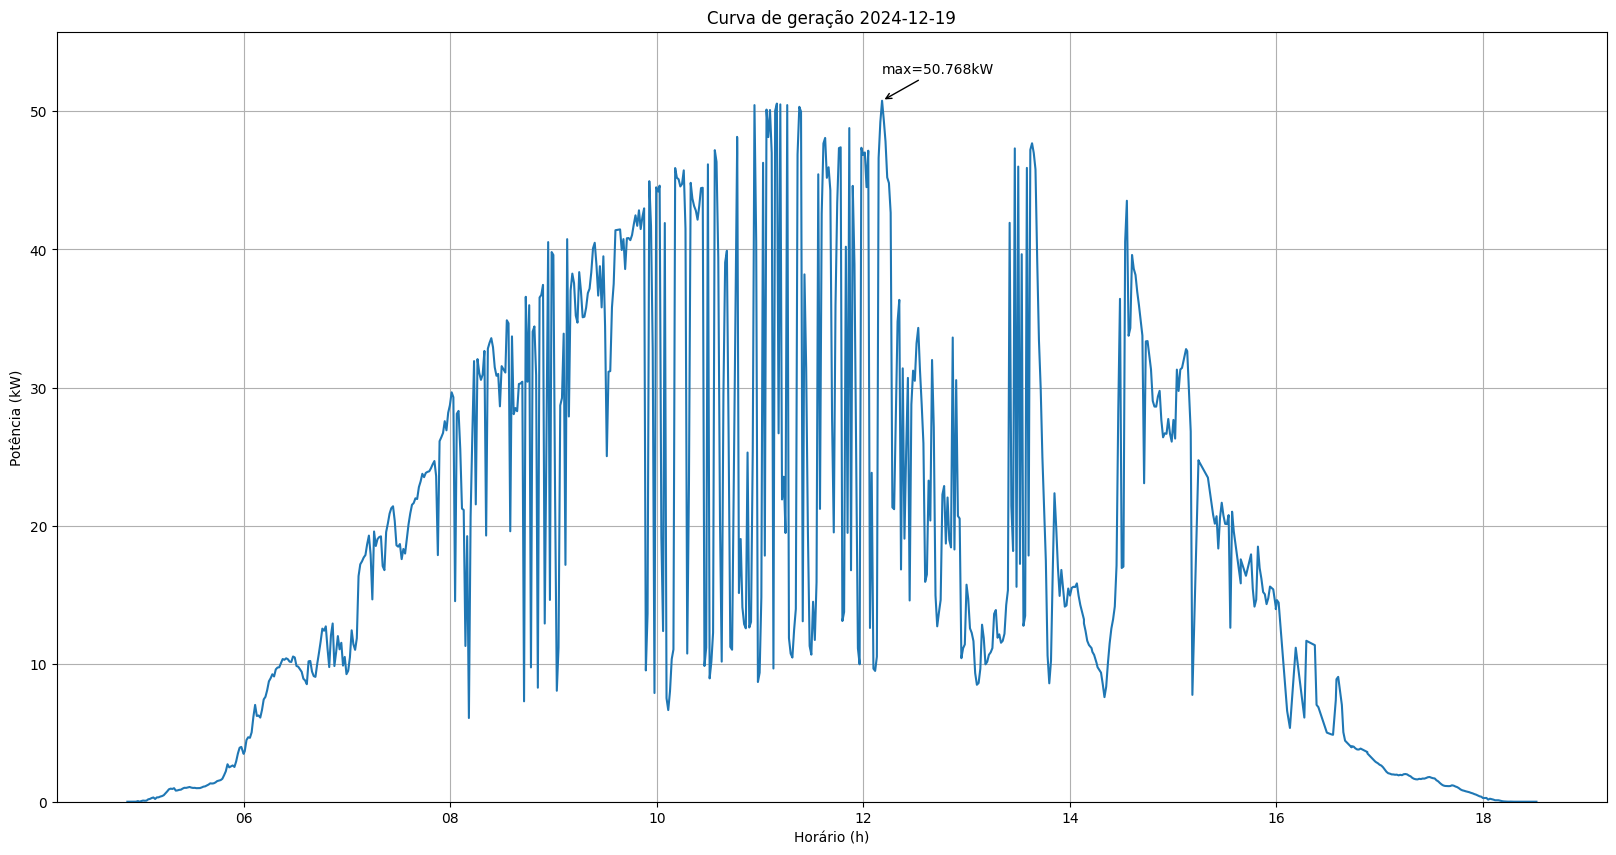 Curva de geração 2024-12-19
max=50.768kW
50
40
30
20
10
0
Potência (kW)
06 08 10 12 14 16 18
Horário (h)